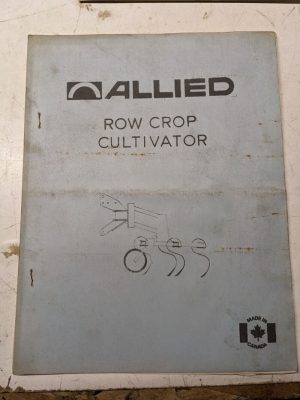 ALLIED
ROW CROP
CULTIVATOR
MADE IN
CANADA